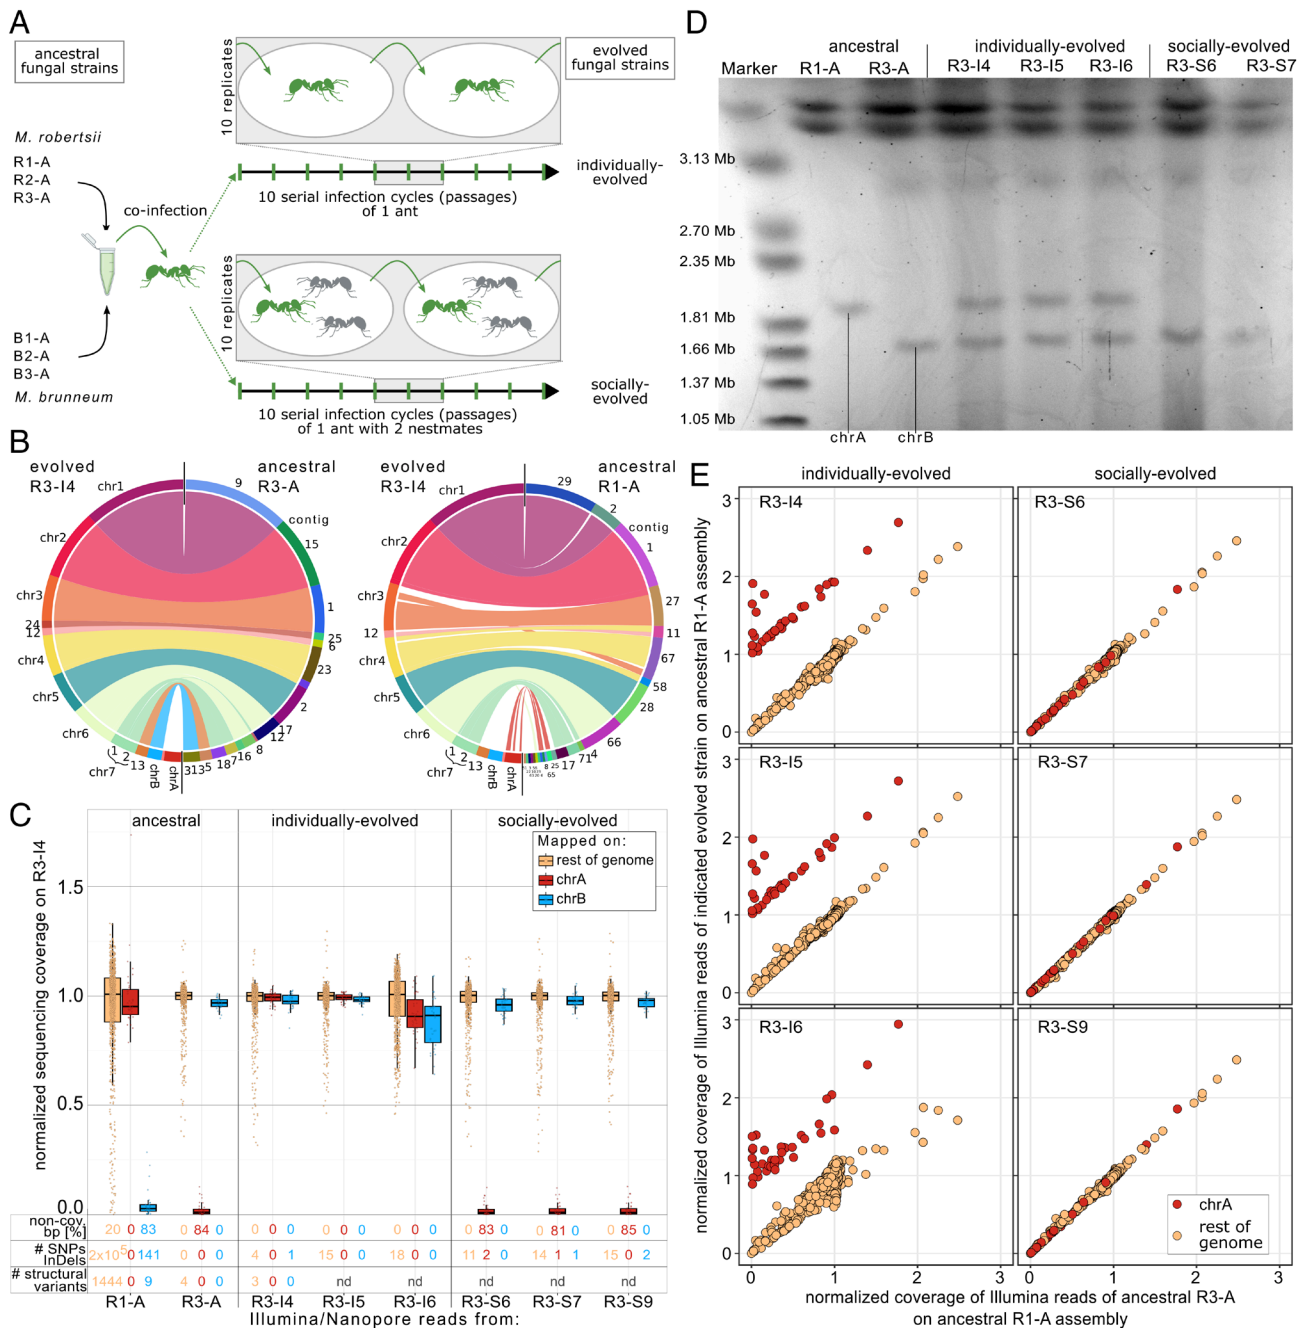 A
ancestral
fungal strains
M. robertsii
R1-A
R2-A
R3-A
co-infection
B1-A
B2-A
B3-A
M. brunneum
10 replicates
evolved
fungal strains
individually-
evolved
10 serial infection cycles (passages)
of 1 ant
10 replicates
socially-
evolved
10 serial infection cycles (passages)
of 1 ant with 2 nestmates
B
evolved
R3-I4
ancestral
R3-A
chr1
chr2
chr3
24
12
chr4
chr5
chr6
1
2
chr7
13
chrB
chrA
9
contig
15
1
25
6
23
2
17
12
8
16
7
18
5
13
3
evolved
R3-I4
ancestral
R1-A
chr1
chr2
chr3
12
chr4
chr5
chr6
1
2
chr7
13
chrB
chrA
29
2
contig
1
27
11
67
58
28
66
4
71
17
25
65
8
C
ancestral
individually-evolved
socially-evolved
Mapped on:
rest of genome
chrA
chrB
normalized sequencing coverage on R3-I4
1.5
1.0
0.5
0.0
non-cov.
bp [%]
20 0 83 0 84 0 0 0 0 0 0 0 0 0 0 0 83 0 0 81 0 0 85 0
# SNPs
InDels
2x10⁵ 0 141 0 0 0 4 0 1 15 0 0 18 0 0 11 2 0 14 1 1 15 0 2
# structural
variants
1444 0 9 4 0 0 3 0 0 nd nd nd nd nd
R1-A R3-A R3-I4 R3-I5 R3-I6 R3-S6 R3-S7 R3-S9
Illumina/Nanopore reads from:
D
ancestral
individually-evolved
socially-evolved
Marker R1-A R3-A R3-I4 R3-I5 R3-I6 R3-S6 R3-S7
3.13 Mb
2.70 Mb
2.35 Mb
1.81 Mb
1.66 Mb
1.37 Mb
1.05 Mb
chrA
chrB
E
individually-evolved
socially-evolved
normalized coverage of Illumina reads of indicated evolved strain on ancestral R1-A assembly
R3-I4
R3-S6
3
2
1
0
R3-I5
R3-S7
3
2
1
0
R3-I6
R3-S9
3
2
1
0
chrA
rest of
genome
0 1 2 3
0 1 2 3
normalized coverage of Illumina reads of ancestral R3-A
on ancestral R1-A assembly